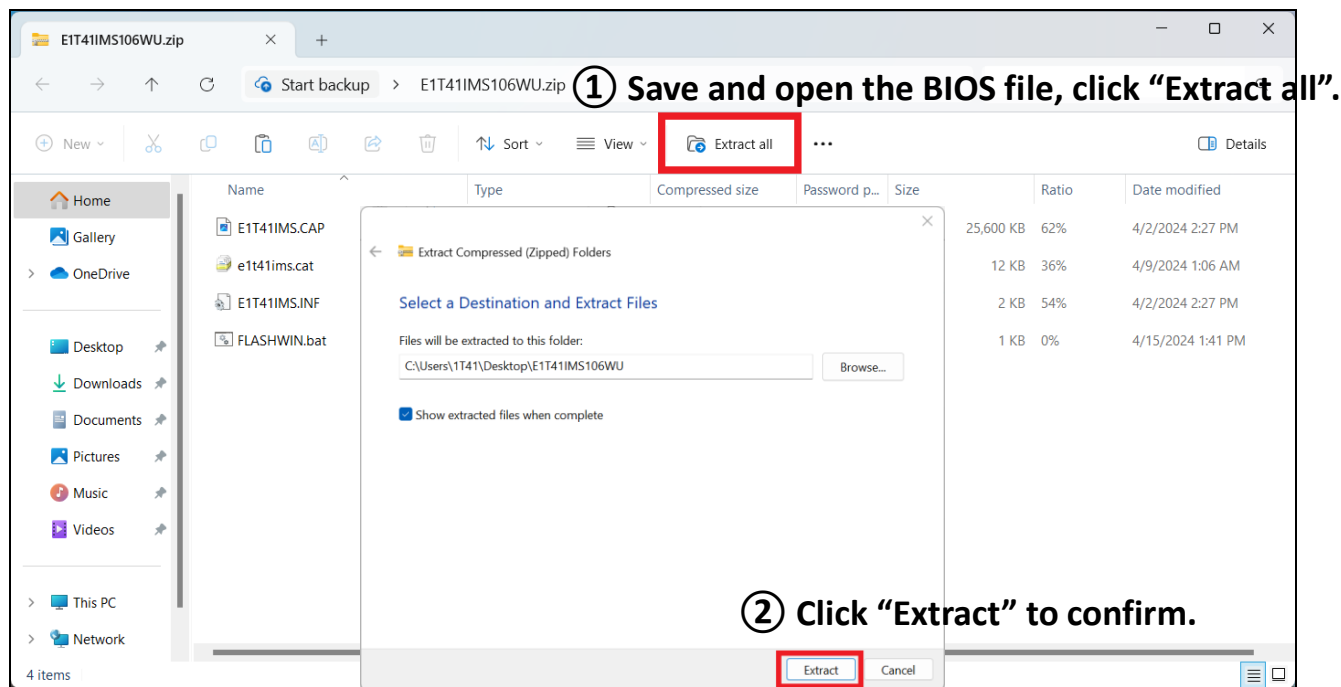 E1T41IMS106WU.zip
Start backup > E1T41IMS106WU.zip
① Save and open the BIOS file, click “Extract all”.
New Sort View Extract all ... Details
Name Type Compressed size Password p... Size Ratio Date modified
Home
Gallery
OneDrive
Desktop
Downloads
Documents
Pictures
Music
Videos
This PC
Network
E1T41IMS.CAP 25,600 KB 62% 4/2/2024 2:27 PM
e1t41ims.cat 12 KB 36% 4/9/2024 1:06 AM
E1T41IMS.INF 2 KB 54% 4/2/2024 2:27 PM
FLASHWIN.bat 1 KB 0% 4/15/2024 1:41 PM
Extract Compressed (Zipped) Folders
Select a Destination and Extract Files
Files will be extracted to this folder:
C:\Users\1T41\Desktop\E1T41IMS106WU
Browse...
Show extracted files when complete
② Click “Extract” to confirm.
Extract Cancel
4 items